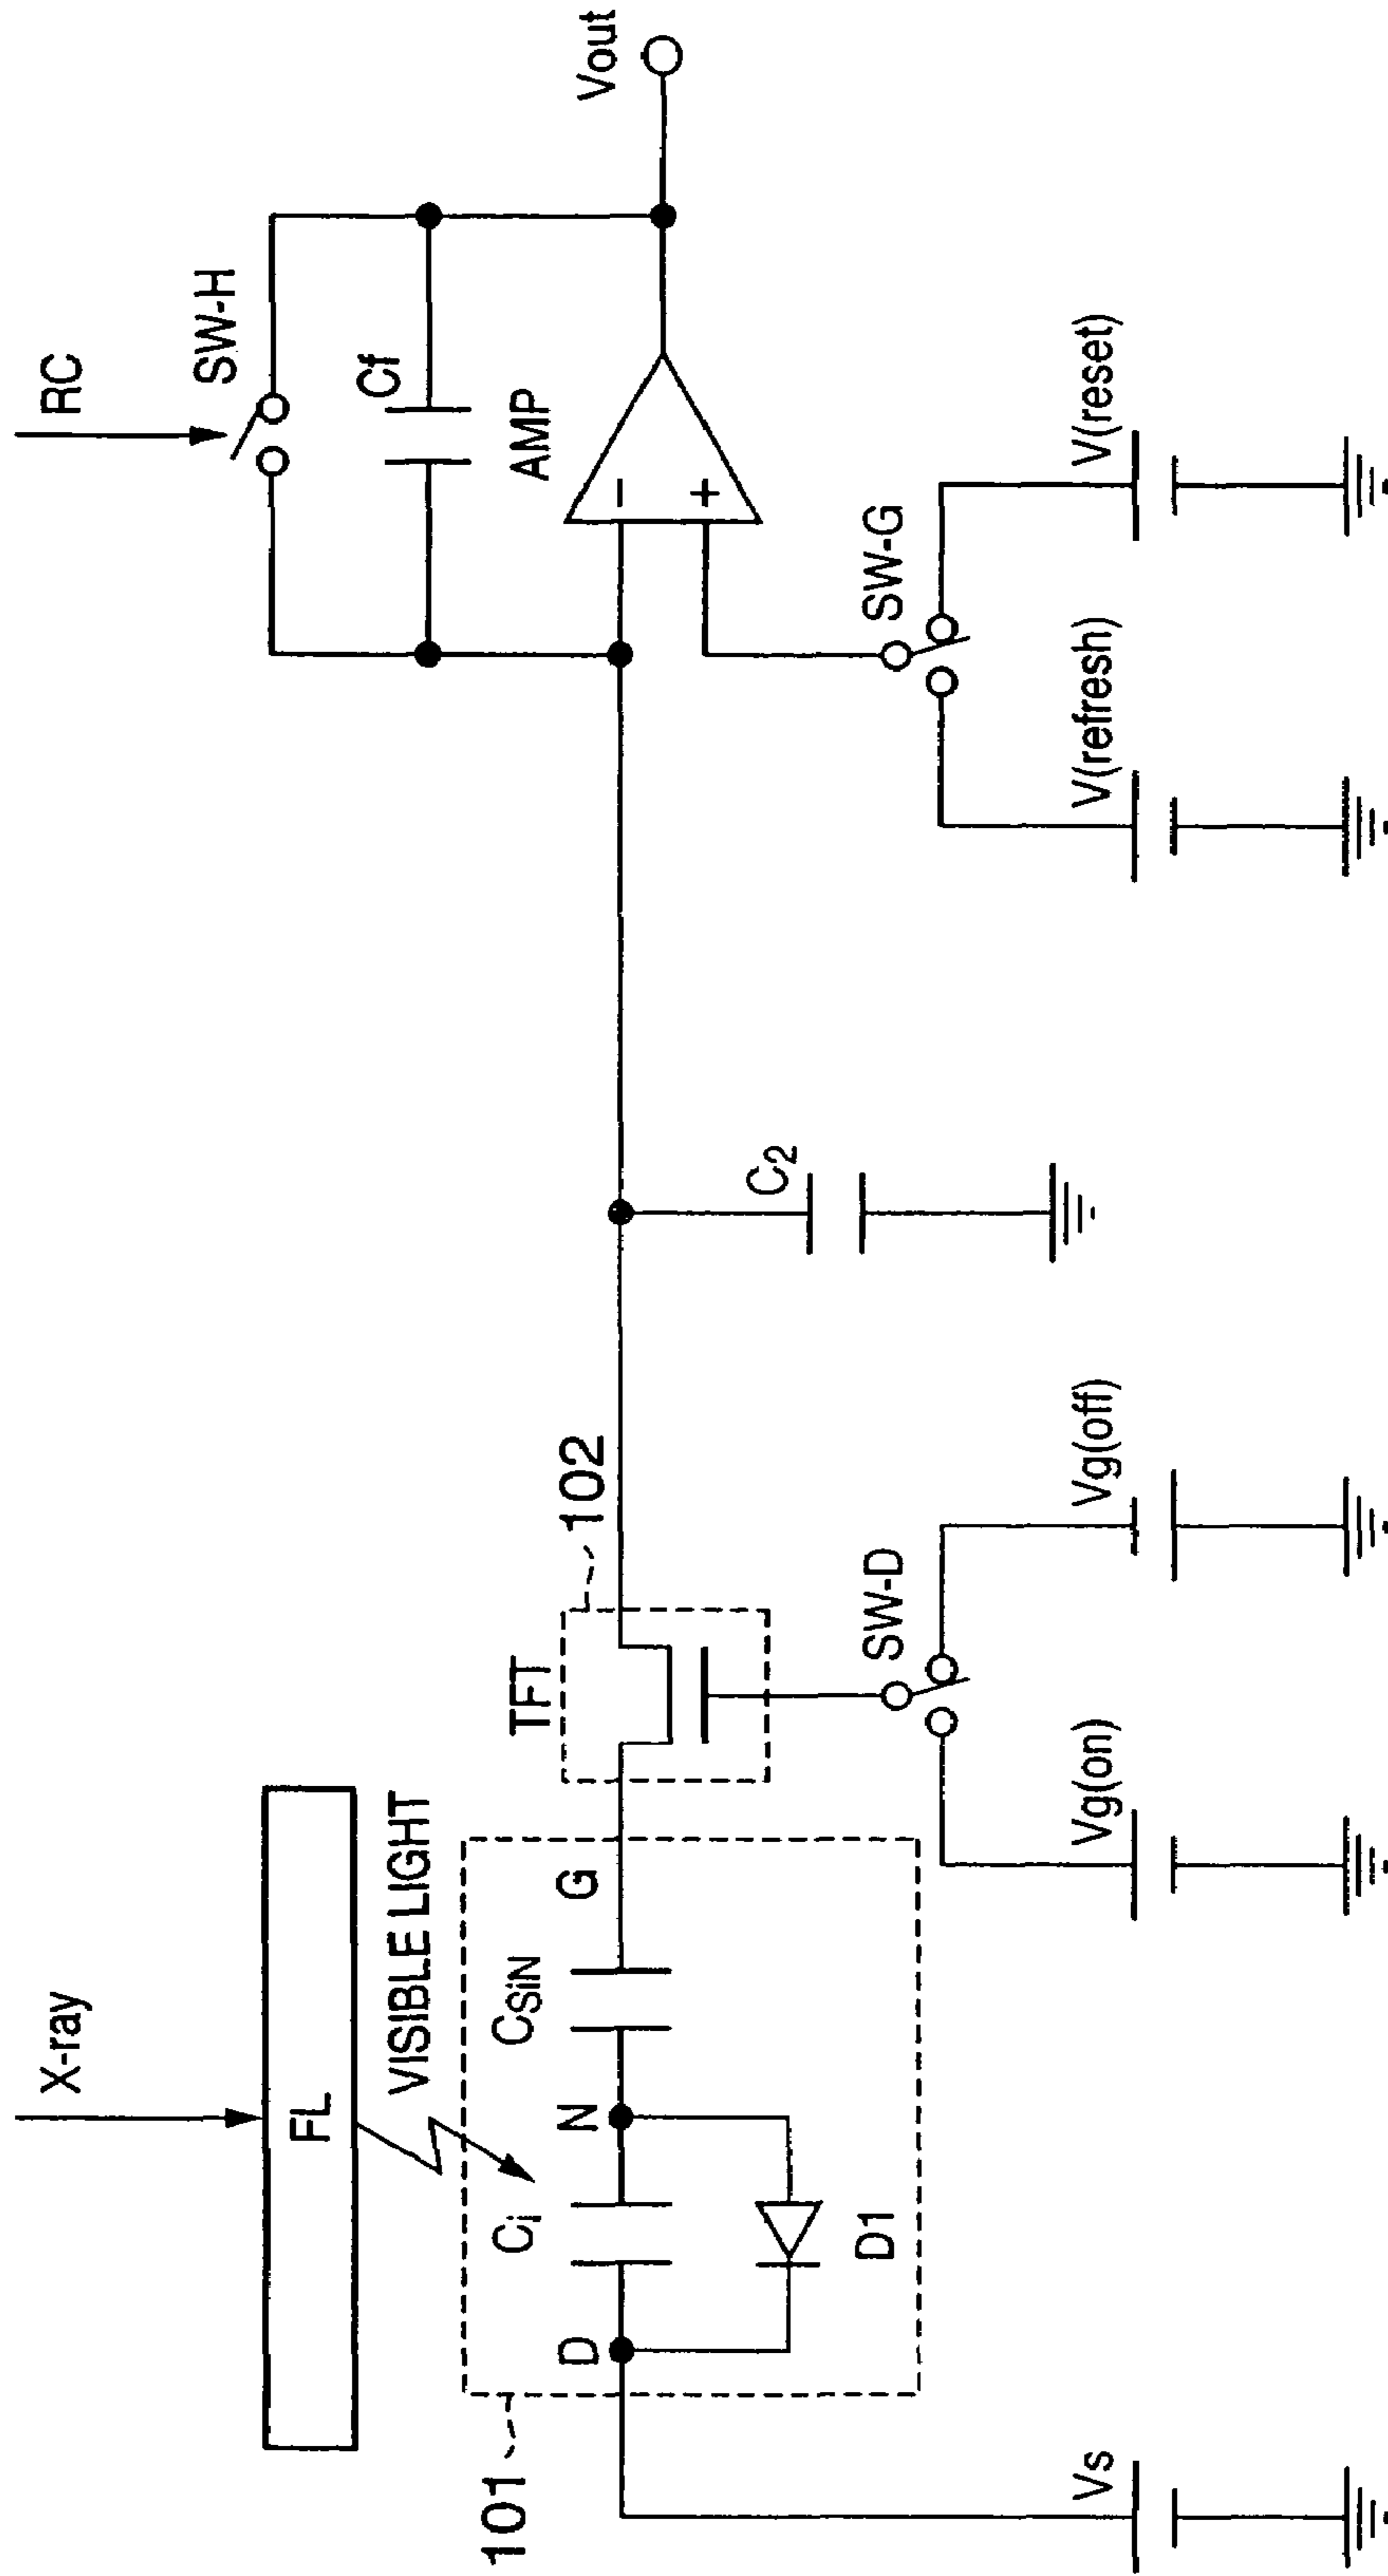 X-ray
FL
VISIBLE LIGHT
RC
SW-H
Cf
AMP
Vout
101
D
Ci
N
CSiN
G
D1
TFT
102
C2
−
+
SW-D
SW-G
Vs
Vg(on)
Vg(off)
V(refresh)
V(reset)